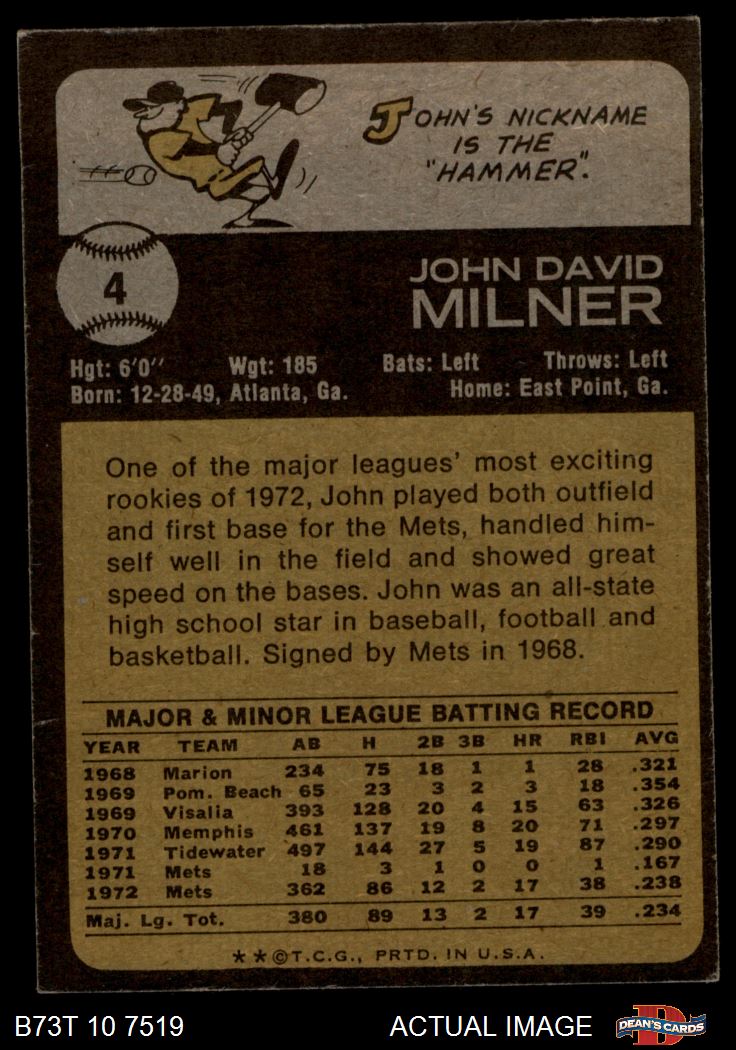 JOHN'S NICKNAME
IS THE
"HAMMER".
4
JOHN DAVID
MILNER
Hgt: 6'0" Wgt: 185 Bats: Left Throws: Left
Born: 12-28-49, Atlanta, Ga. Home: East Point, Ga.
One of the major leagues' most exciting
rookies of 1972, John played both outfield
and first base for the Mets, handled him-
self well in the field and showed great
speed on the bases. John was an all-state
high school star in baseball, football and
basketball. Signed by Mets in 1968.
MAJOR & MINOR LEAGUE BATTING RECORD
YEAR TEAM AB H 2B 3B HR RBI AVG
1968 Marion 234 75 18 1 1 28 .321
1969 Pom. Beach 65 23 3 2 3 18 .354
1969 Visalia 393 128 20 4 15 63 .326
1970 Memphis 461 137 19 8 20 71 .297
1971 Tidewater 497 144 27 5 19 87 .290
1971 Mets 18 3 1 0 0 1 .167
1972 Mets 362 86 12 2 17 38 .238
Maj. Lg. Tot. 380 89 13 2 17 39 .234
**©T.C.G., PRTD. IN U.S.A.
B73T 10 7519 ACTUAL IMAGE DEAN'S CARDS